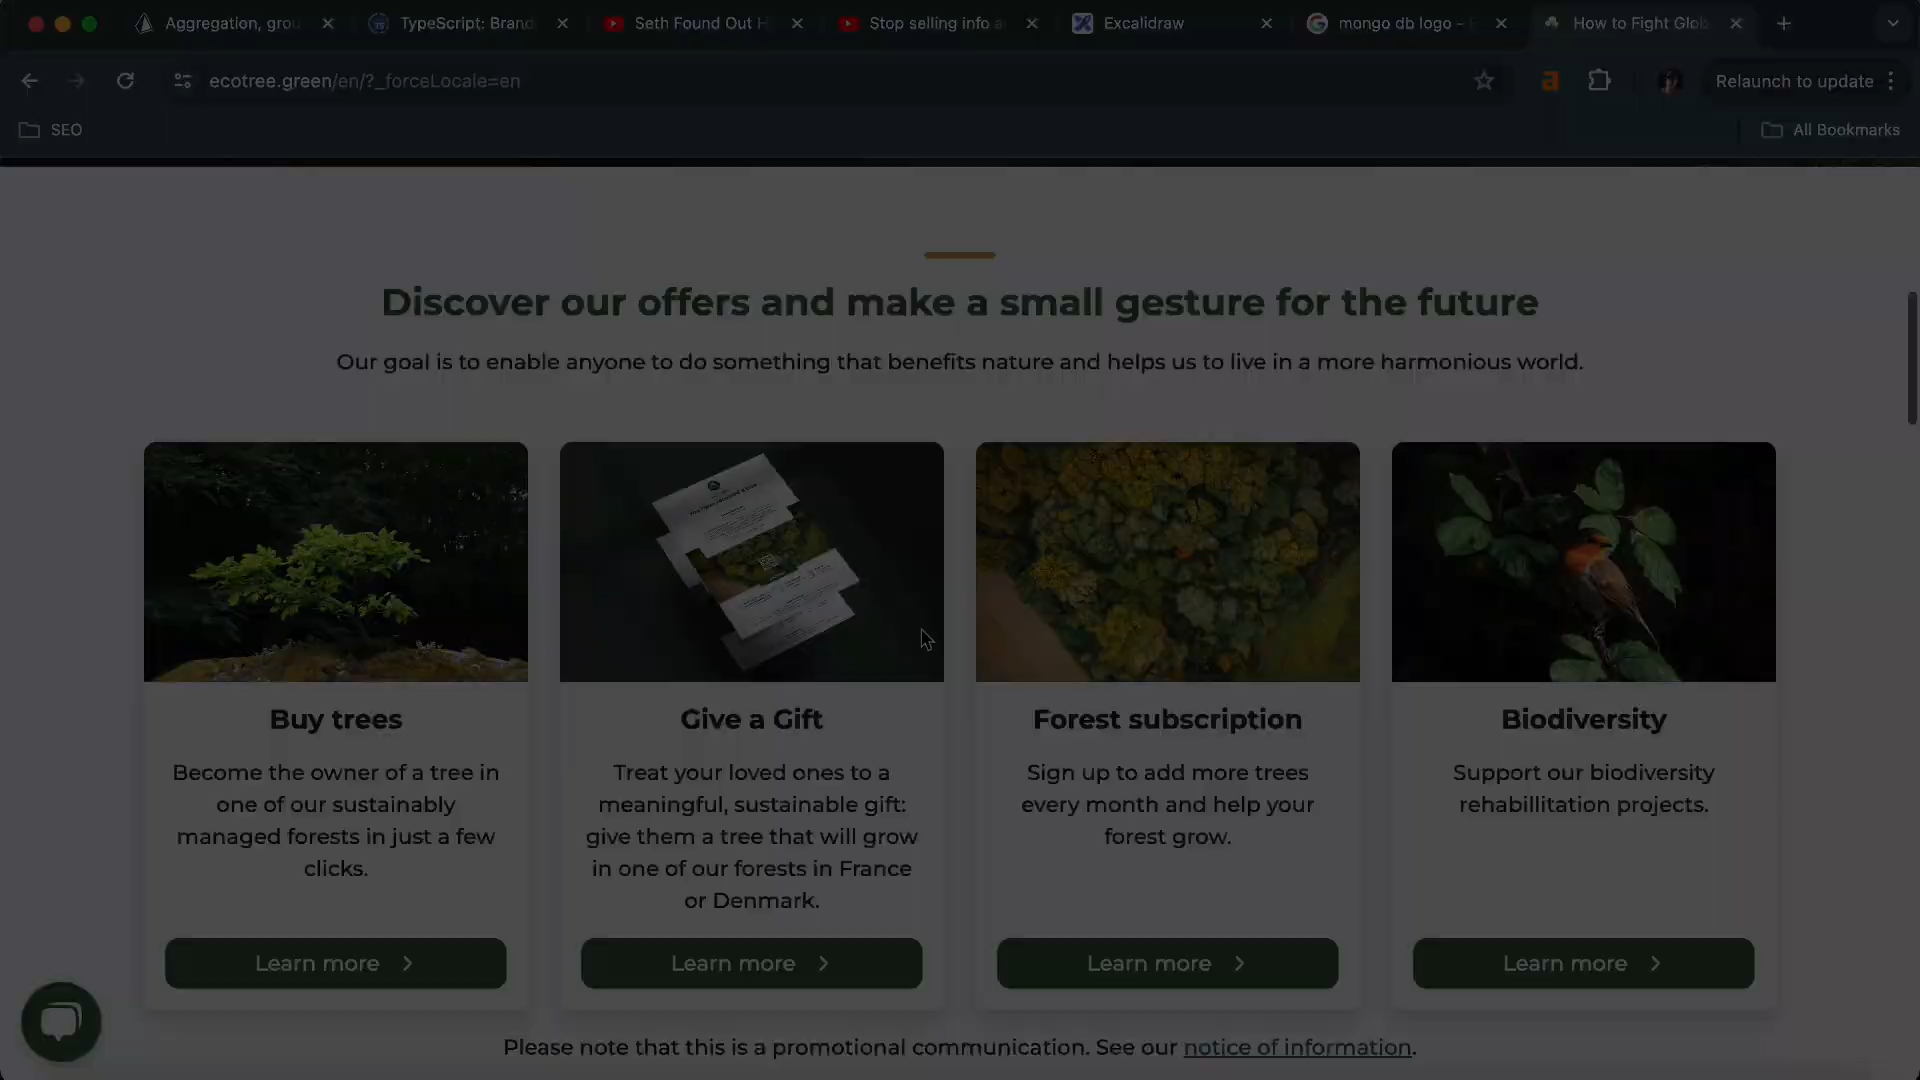 Aggregation, grou
TypeScript: Brand
Seth Found Out H
Stop selling info a
Excalidraw
mongo db logo -
How to Fight Glob
ecotree.green/en/?_forceLocale=en
Relaunch to update
SEO
All Bookmarks
Discover our offers and make a small gesture for the future
Our goal is to enable anyone to do something that benefits nature and helps us to live in a more harmonious world.
Buy trees
Become the owner of a tree in
one of our sustainably
managed forests in just a few
clicks.
Learn more
Give a Gift
Treat your loved ones to a
meaningful, sustainable gift:
give them a tree that will grow
in one of our forests in France
or Denmark.
Learn more
Forest subscription
Sign up to add more trees
every month and help your
forest grow.
Learn more
Biodiversity
Support our biodiversity
rehabillitation projects.
Learn more
Please note that this is a promotional communication. See our notice of information.